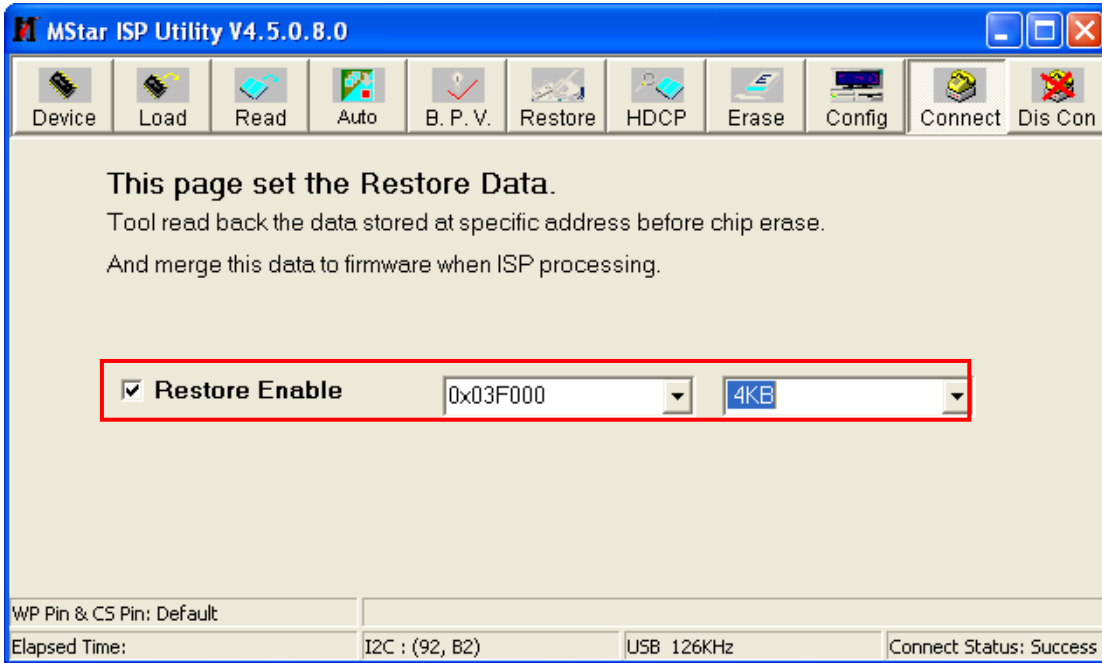 MStar ISP Utility V4.5.0.8.0
Device Load Read Auto B. P. V. Restore HDCP Erase Config Connect Dis Con
This page set the Restore Data.
Tool read back the data stored at specific address before chip erase.
And merge this data to firmware when ISP processing.
Restore Enable 0x03F000 4KB
WP Pin & CS Pin: Default
Elapsed Time: I2C : (92, B2) USB 126KHz Connect Status: Success